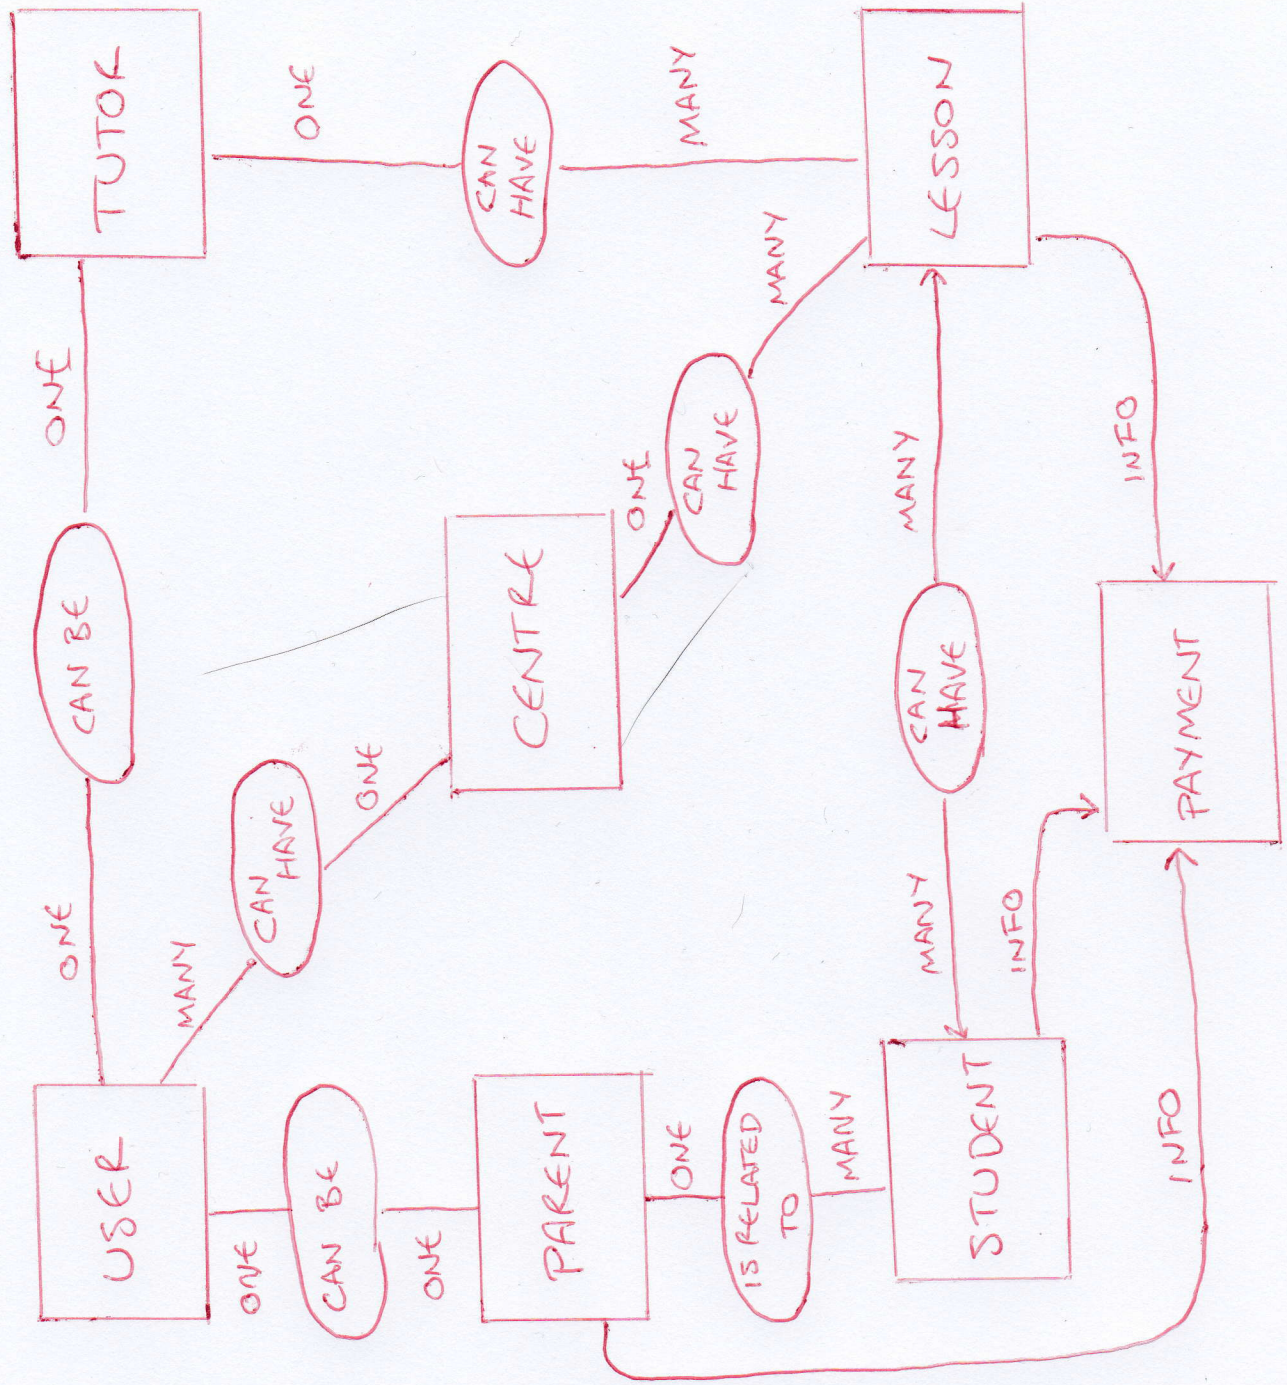 USER
ONE
CAN BE
ONE
TUTOR
MANY
CAN
HAVE
ONE
ONE
CAN BE
ONE
ONE
CAN
HAVE
MANY
PARENT
CENTRE
ONE
CAN
HAVE
MANY
ONE
IS RELATED
TO
MANY
STUDENT
MANY
CAN
HAVE
MANY
LESSON
INFO
INFO
PAYMENT
INFO